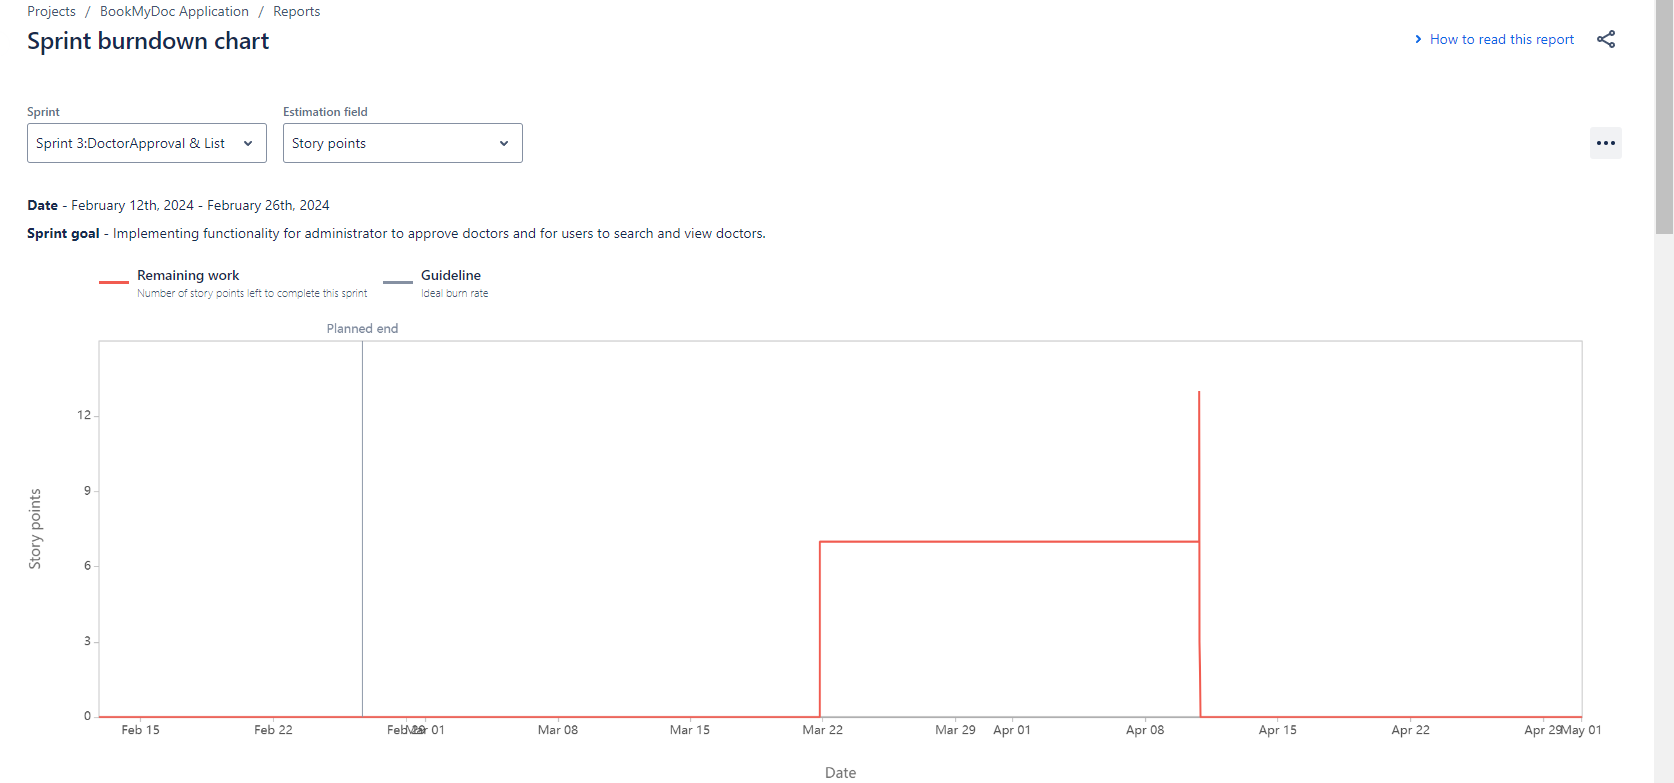 Projects / BookMyDoc Application / Reports
Sprint burndown chart
How to read this report
Sprint
Estimation field
Sprint 3:DoctorApproval & List
Story points
Date - February 12th, 2024 - February 26th, 2024
Sprint goal - Implementing functionality for administrator to approve doctors and for users to search and view doctors.
Remaining work
Number of story points left to complete this sprint
Guideline
Ideal burn rate
Planned end
12
9
6
3
0
Story points
Feb 15
Feb 22
Feb 29
Mar 01
Mar 08
Mar 15
Mar 22
Mar 29
Apr 01
Apr 08
Apr 15
Apr 22
Apr 29
May 01
Date